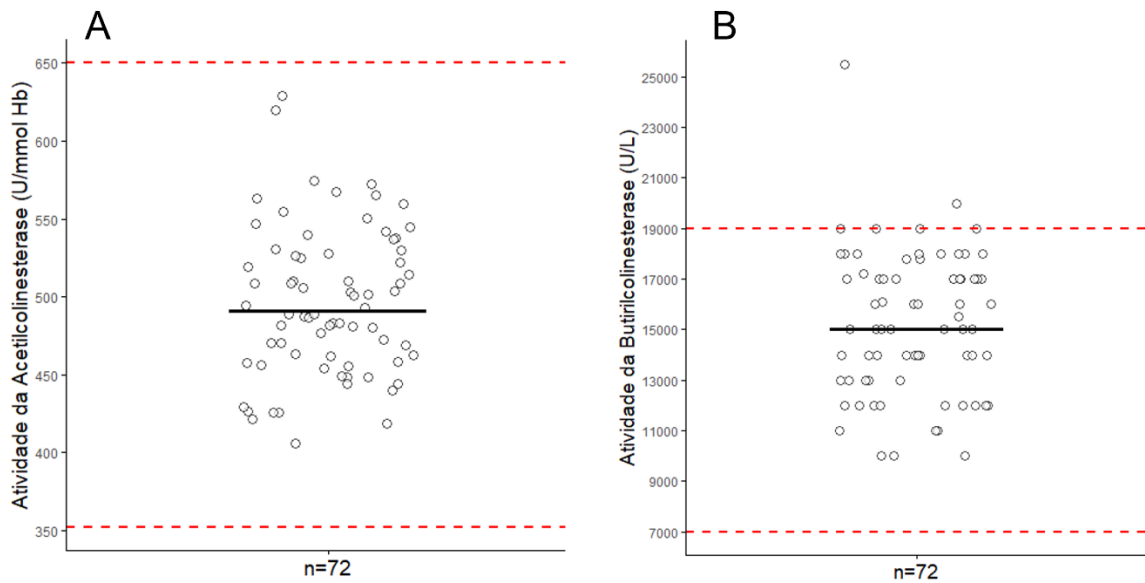 A
Atividade da Acetilcolinesterase (U/mmol Hb)
650
600
550
500
450
400
350
n=72
B
Atividade da Butirilcolinesterase (U/L)
25000
23000
21000
19000
17000
15000
13000
11000
9000
7000
n=72